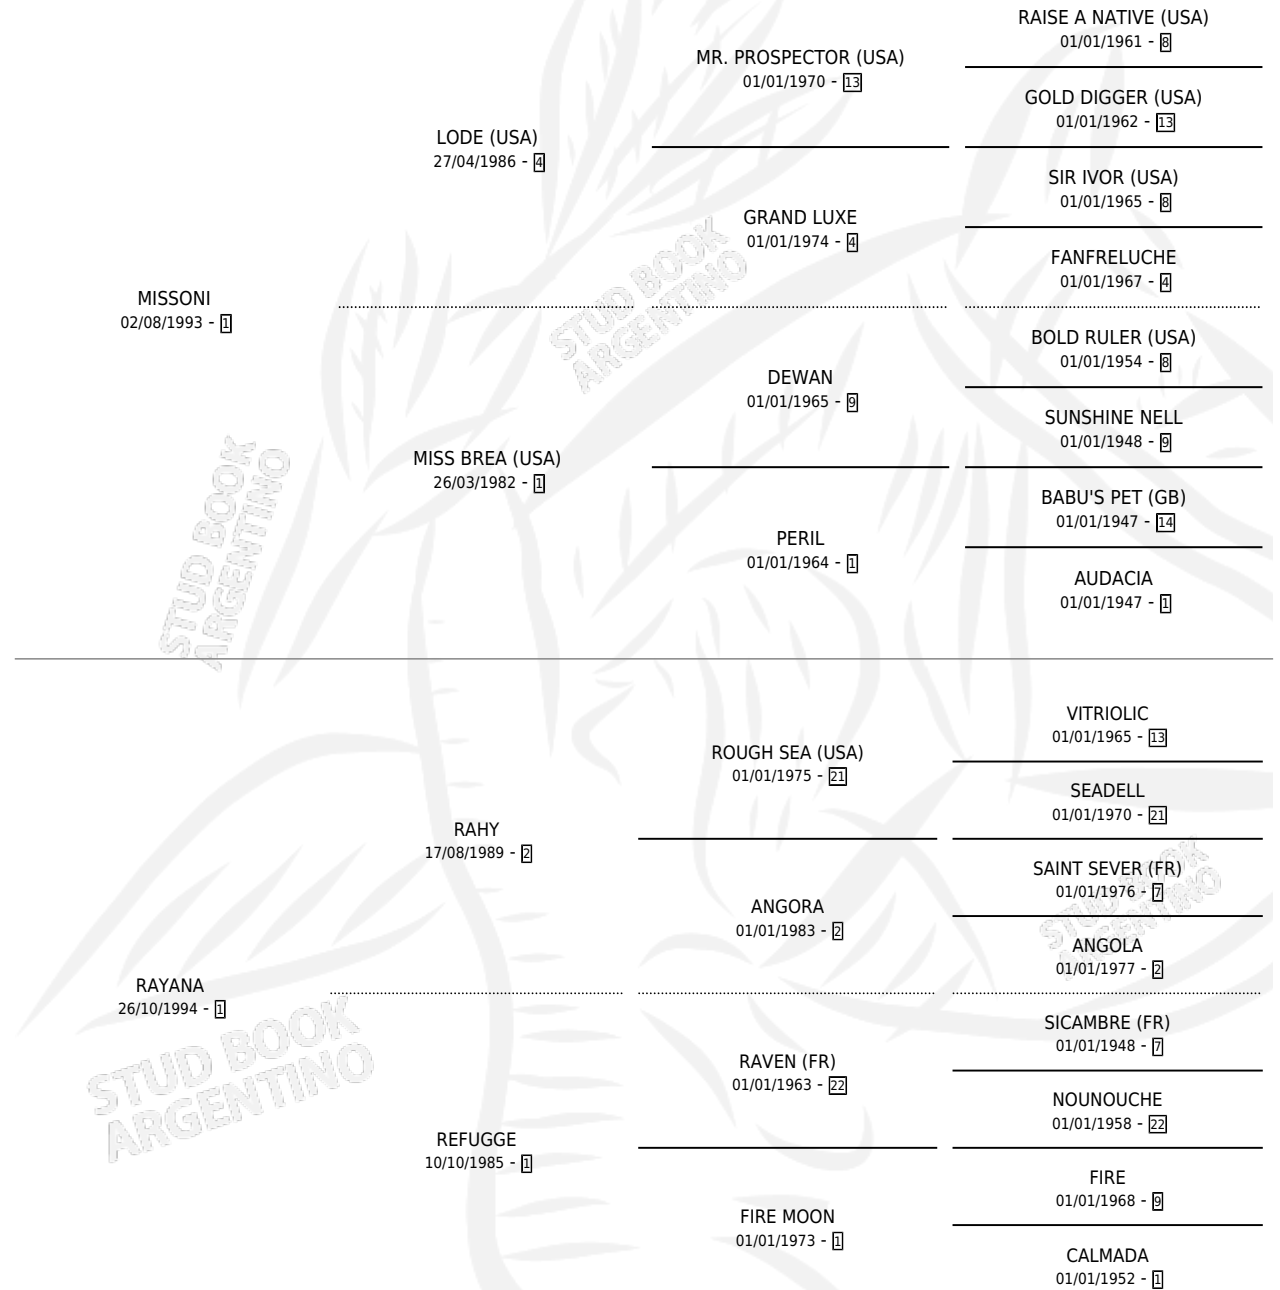 RAISE A NATIVE (USA)
01/01/1961 - 8
MR. PROSPECTOR (USA)
01/01/1970 - 13
GOLD DIGGER (USA)
01/01/1962 - 13
LODE (USA)
27/04/1986 - 4
SIR IVOR (USA)
01/01/1965 - 8
GRAND LUXE
01/01/1974 - 4
FANFRELUCHE
01/01/1967 - 4
MISSONI
02/08/1993 - 1
BOLD RULER (USA)
01/01/1954 - 8
DEWAN
01/01/1965 - 9
SUNSHINE NELL
01/01/1948 - 9
MISS BREA (USA)
26/03/1982 - 1
BABU'S PET (GB)
01/01/1947 - 14
PERIL
01/01/1964 - 1
AUDACIA
01/01/1947 - 1
VITRIOLIC
01/01/1965 - 13
ROUGH SEA (USA)
01/01/1975 - 21
SEADELL
01/01/1970 - 21
RAHY
17/08/1989 - 2
SAINT SEVER (FR)
01/01/1976 - 7
ANGORA
01/01/1983 - 2
ANGOLA
01/01/1977 - 2
RAYANA
26/10/1994 - 1
SICAMBRE (FR)
01/01/1948 - 7
RAVEN (FR)
01/01/1963 - 22
NOUNOUCHE
01/01/1958 - 22
REFUGGE
10/10/1985 - 1
FIRE
01/01/1968 - 9
FIRE MOON
01/01/1973 - 1
CALMADA
01/01/1952 - 1
STUD BOOK
ARGENTINO
STUD BOOK
ARGENTINO
STUD BOOK
ARGENTINO
STUD BOOK
ARGENTINO